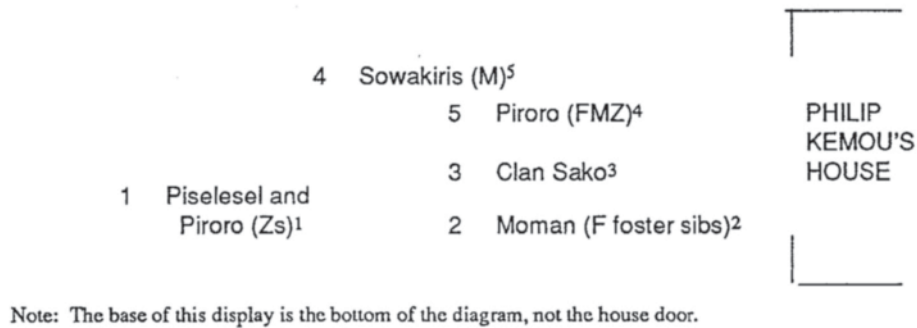 4 Sowakiris (M)⁵
5 Piroro (FMZ)⁴
PHILIP
KEMOU'S
HOUSE
3 Clan Sako³
1 Piselesel and
Piroro (Zs)¹
2 Moman (F foster sibs)²
Note: The base of this display is the bottom of the diagram, not the house door.